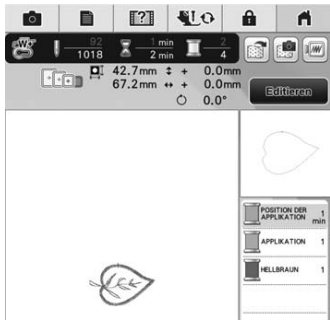 92
1018
1 min
2 min
2
4
42.7mm + 0.0mm
67.2mm + 0.0mm
0.0°
Editieren
POSITION DER
APPLIKATION 1
min
APPLIKATION 1
HELLBRAUN 1